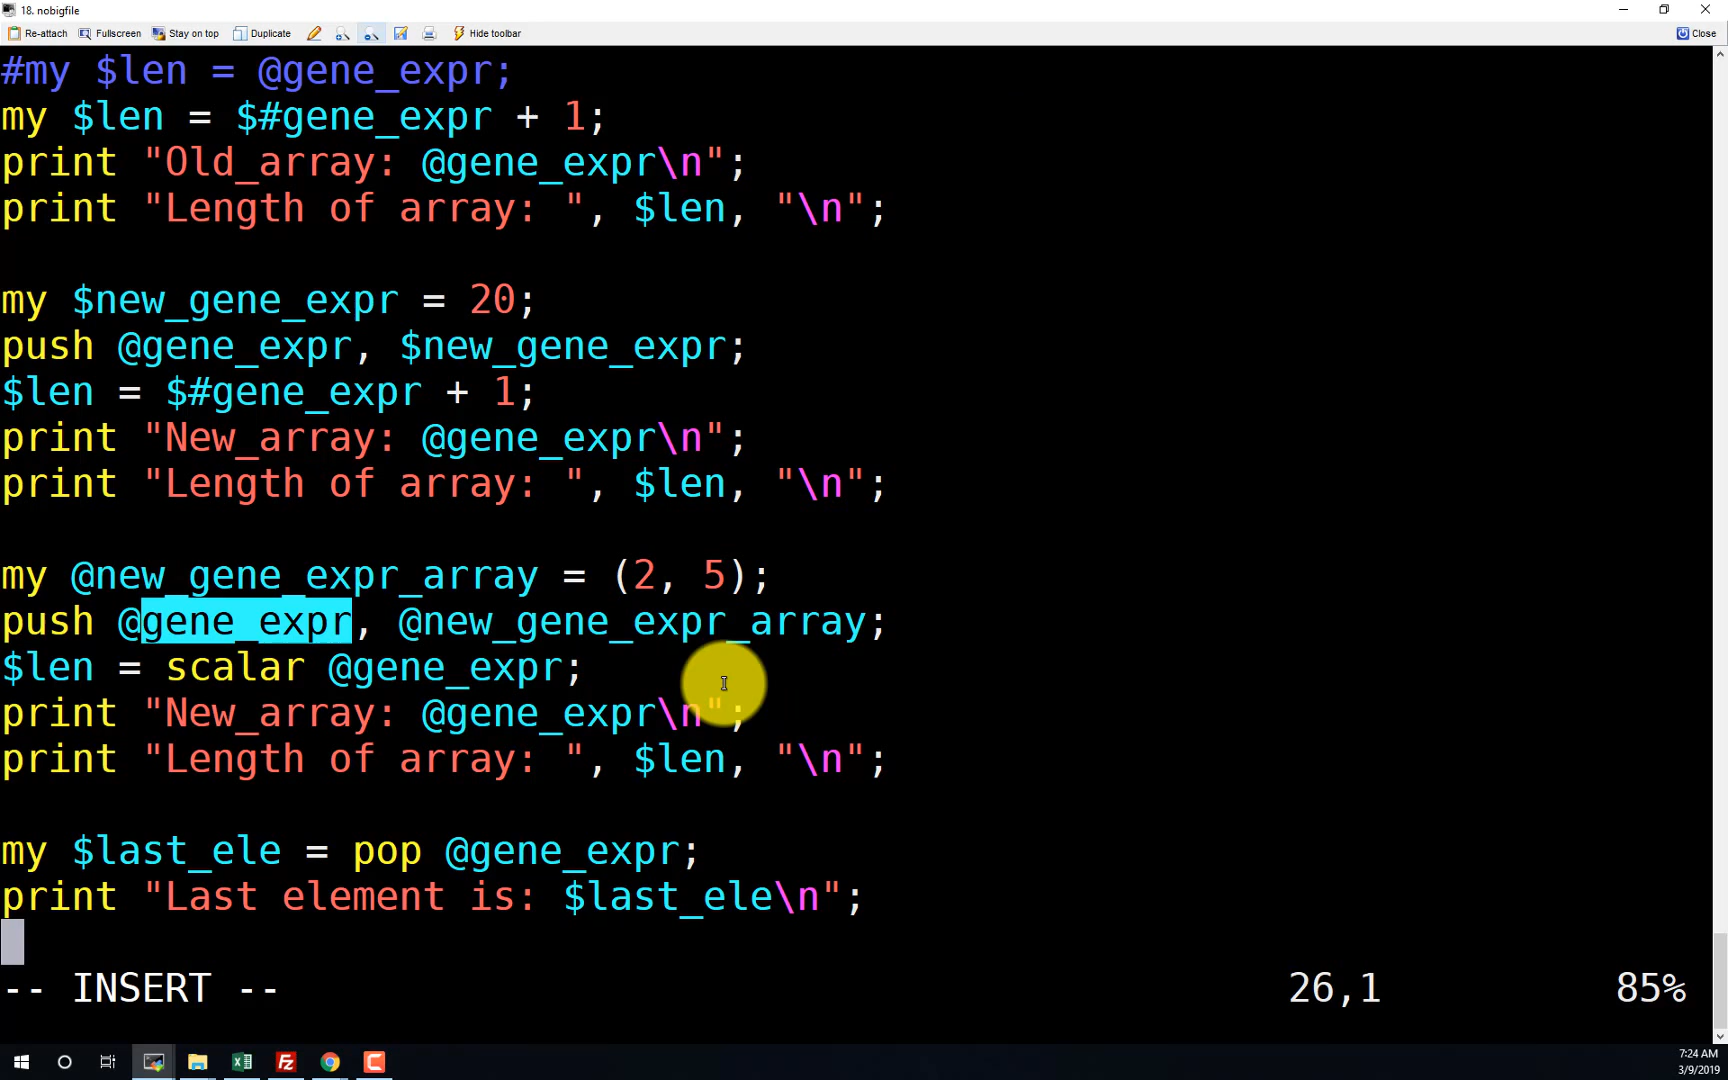 18. nobigfile
Re-attach Fullscreen Stay on top Duplicate Hide toolbar Close
#my $len = @gene_expr;
my $len = $#gene_expr + 1;
print "Old_array: @gene_expr\n";
print "Length of array: ", $len, "\n";
my $new_gene_expr = 20;
push @gene_expr, $new_gene_expr;
$len = $#gene_expr + 1;
print "New_array: @gene_expr\n";
print "Length of array: ", $len, "\n";
my @new_gene_expr_array = (2, 5);
push @gene_expr, @new_gene_expr_array;
$len = scalar @gene_expr;
print "New_array: @gene_expr\n";
print "Length of array: ", $len, "\n";
my $last_ele = pop @gene_expr;
print "Last element is: $last_ele\n";
-- INSERT -- 26,1 85%
7:24 AM
3/9/2019